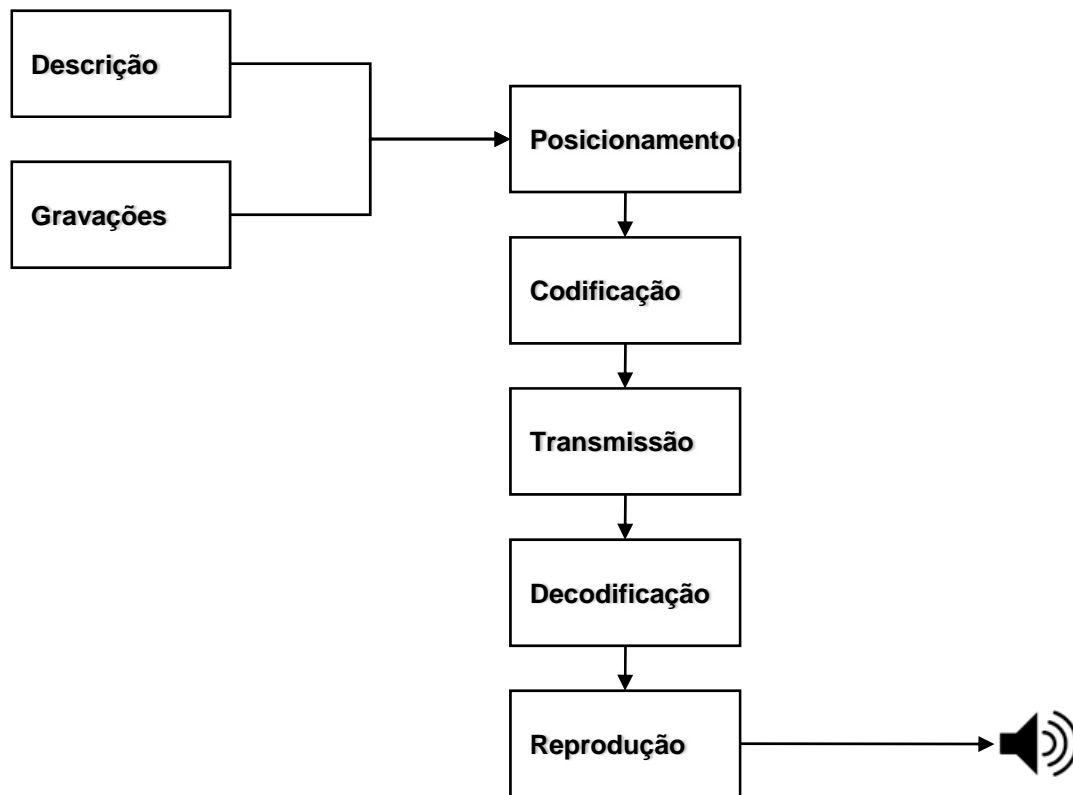 Descrição
Gravações
Posicionamento
Codificação
Transmissão
Decodificação
Reprodução